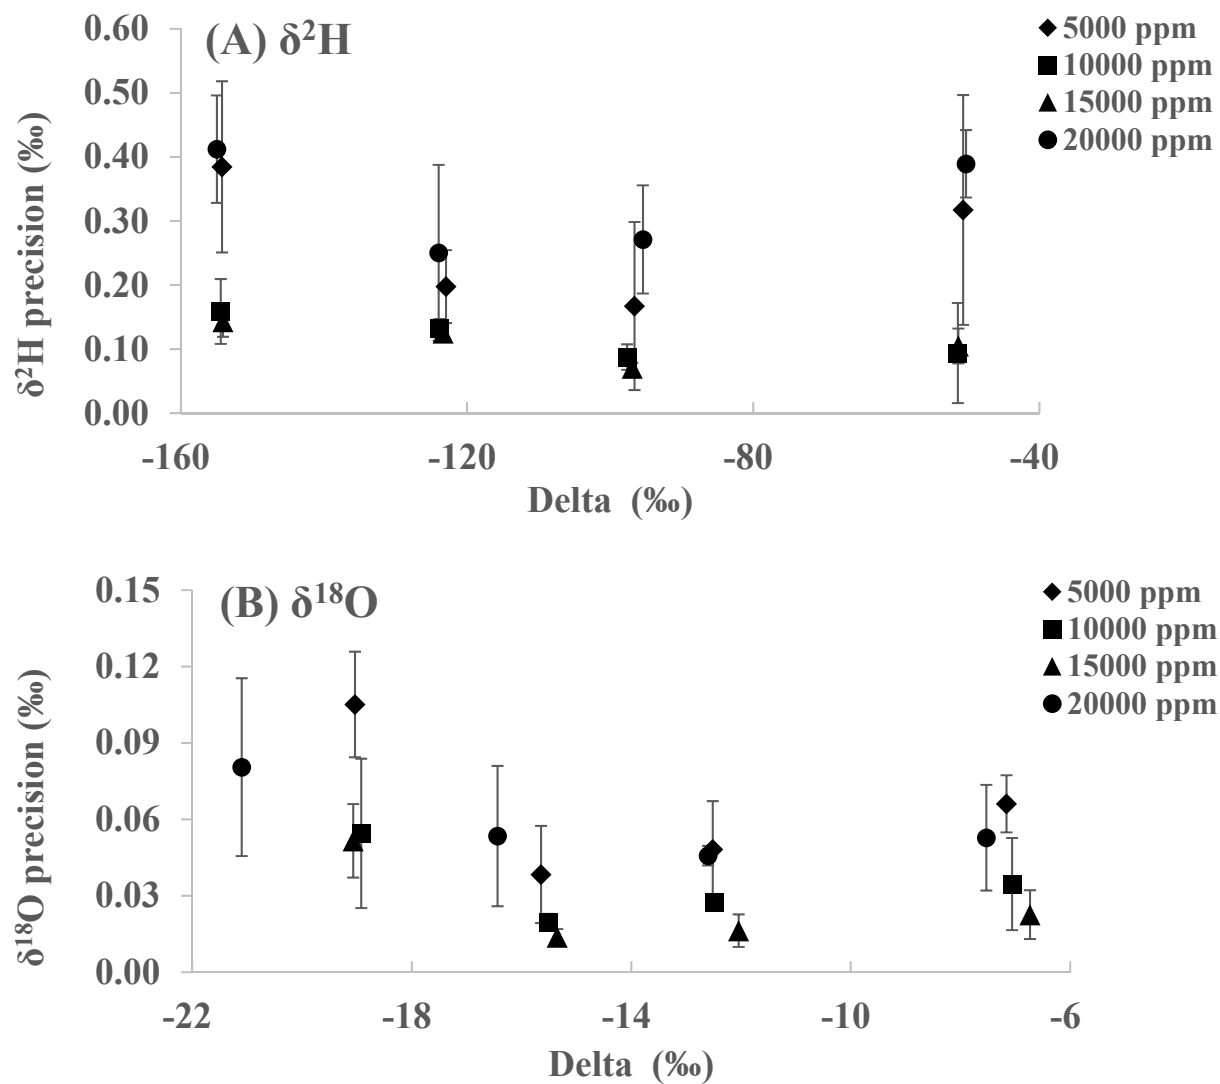 (A) δ²H
5000 ppm
10000 ppm
15000 ppm
20000 ppm
δ²H precision (‰)
0.60
0.50
0.40
0.30
0.20
0.10
0.00
-160 -120 -80 -40
Delta (‰)
(B) δ¹⁸O
5000 ppm
10000 ppm
15000 ppm
20000 ppm
δ¹⁸O precision (‰)
0.15
0.12
0.09
0.06
0.03
0.00
-22 -18 -14 -10 -6
Delta (‰)